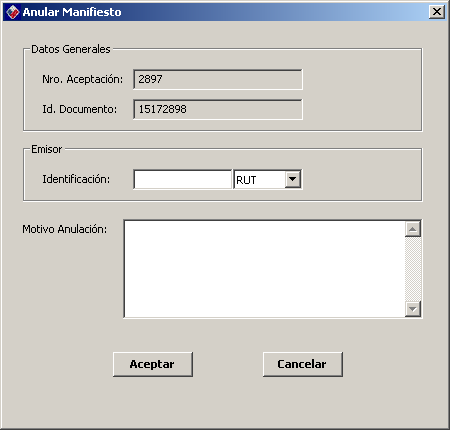 Anular Manifiesto
Datos Generales
Nro. Aceptación: 2897
Id. Documento: 15172898
Emisor
Identificación: RUT
Motivo Anulación:
Aceptar Cancelar